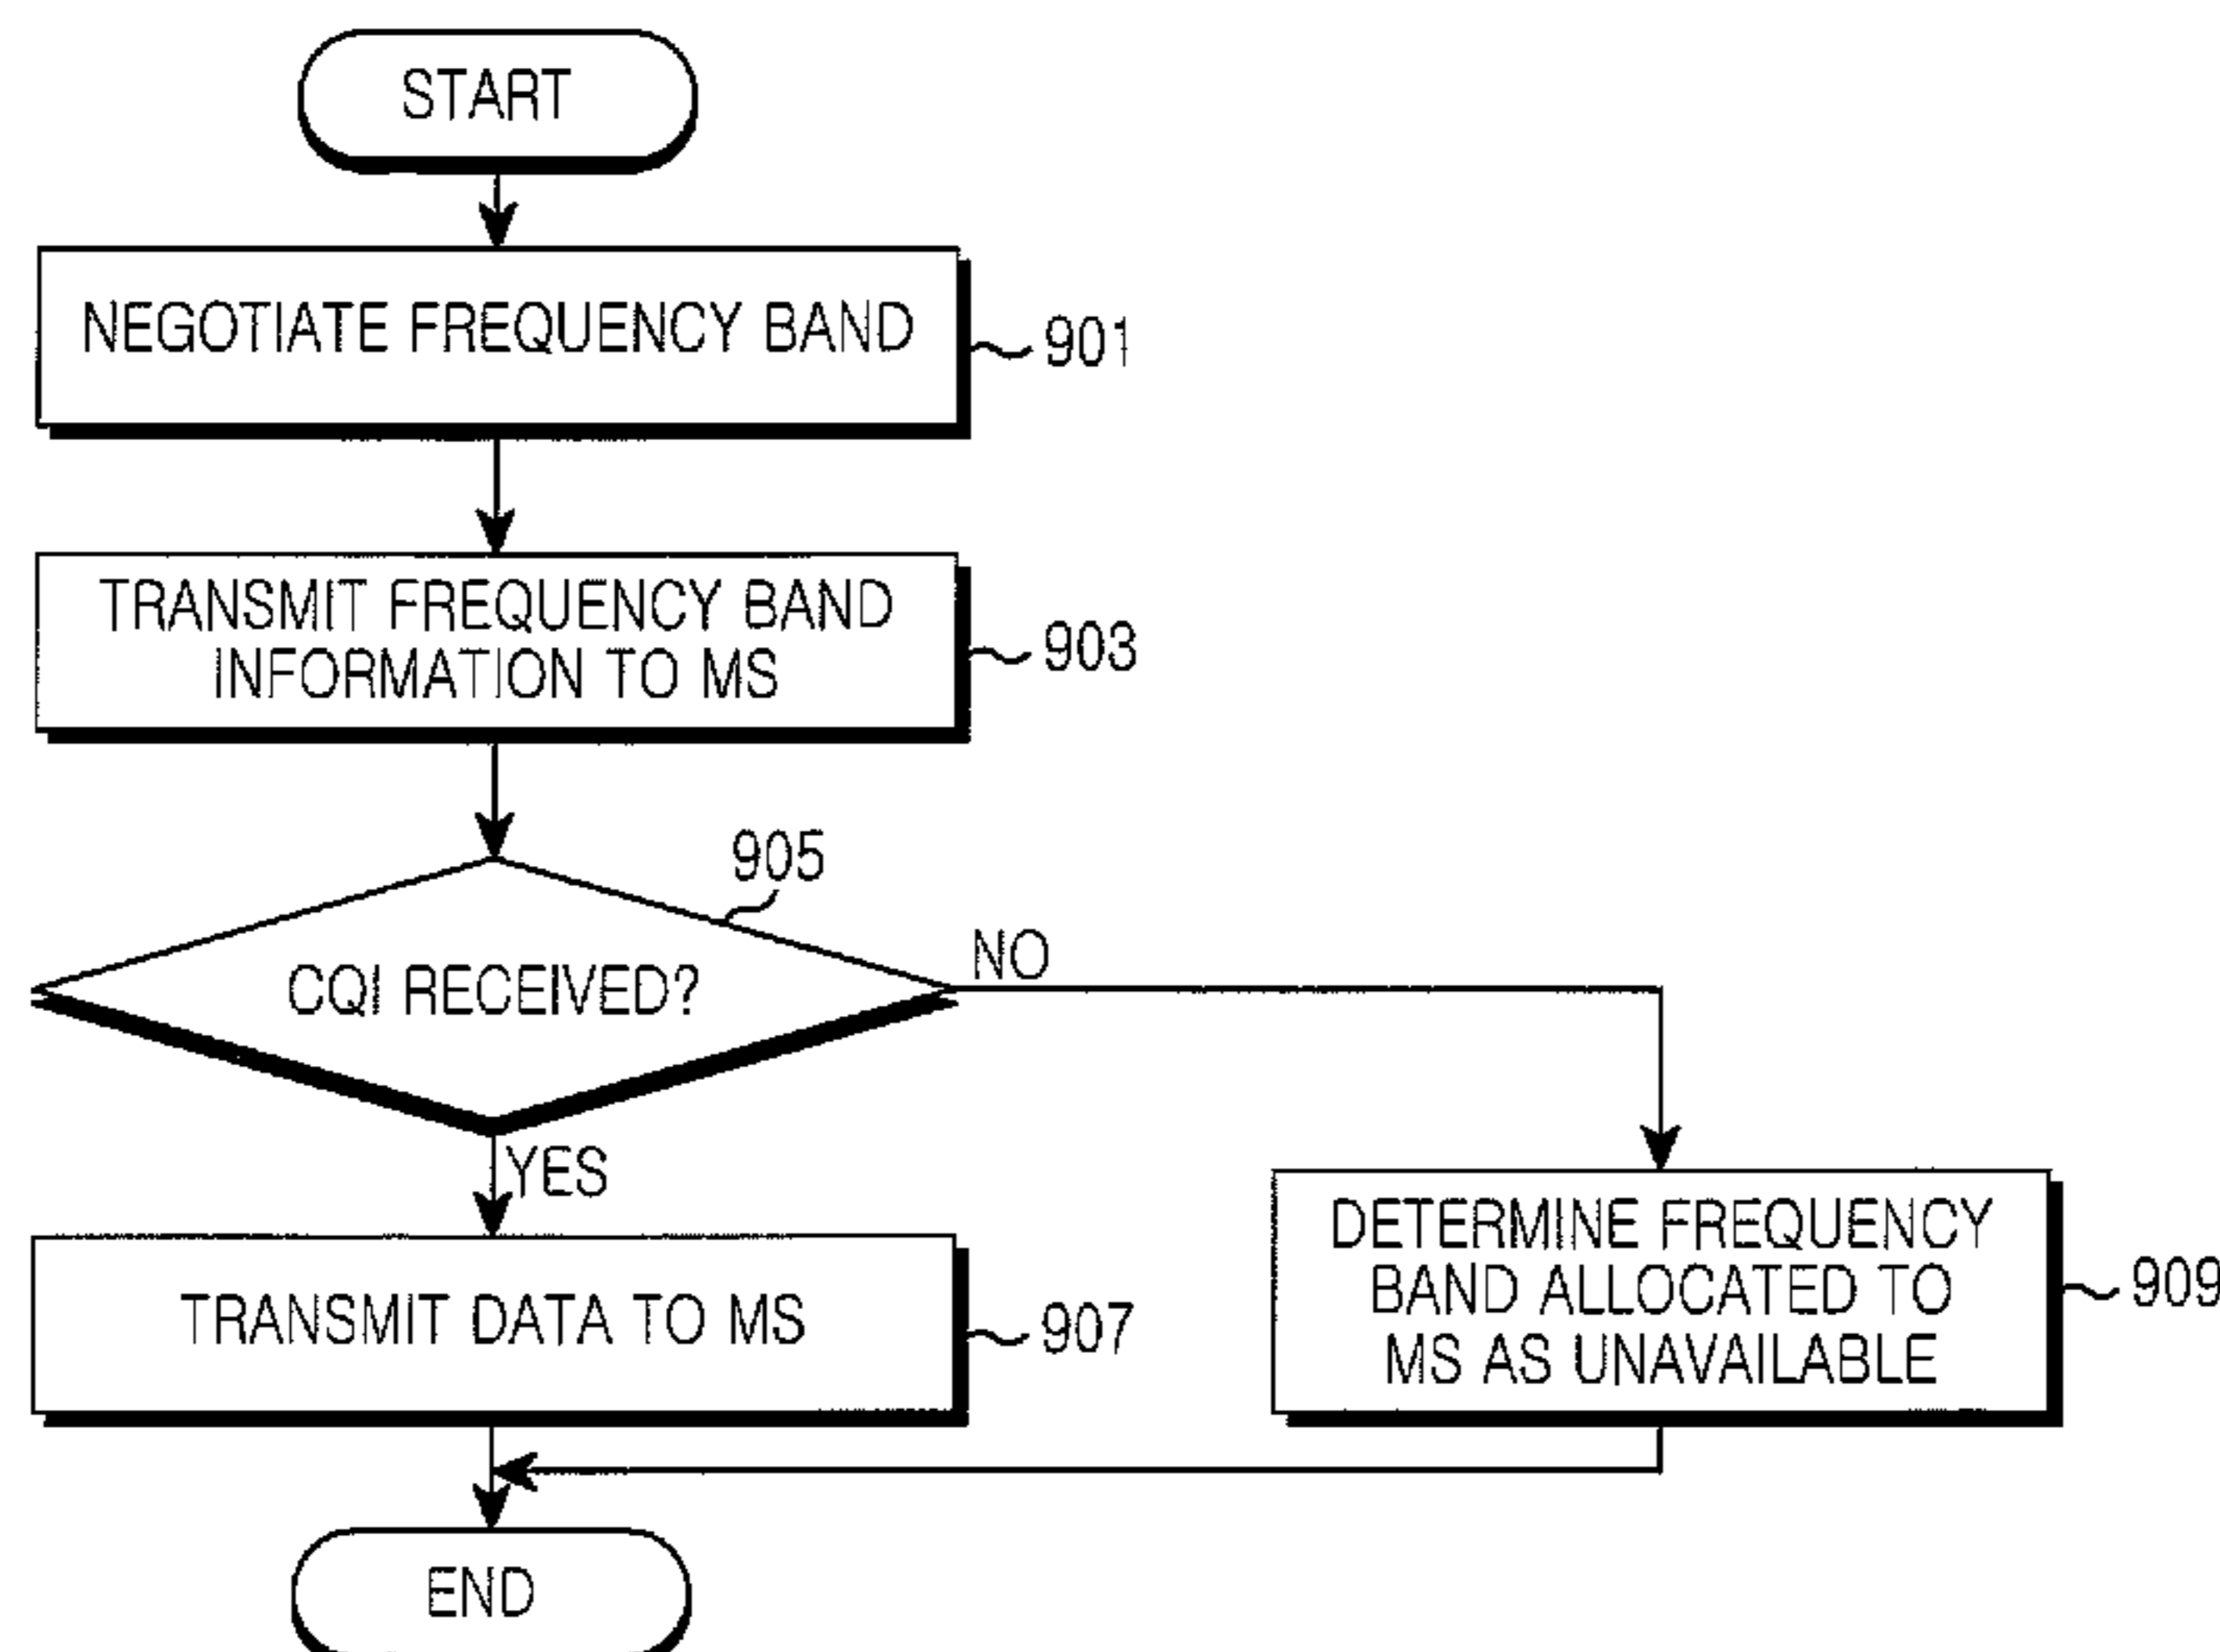 START
NEGOTIATE FREQUENCY BAND
901
TRANSMIT FREQUENCY BAND
INFORMATION TO MS
903
905
CQI RECEIVED?
NO
YES
TRANSMIT DATA TO MS
907
DETERMINE FREQUENCY
BAND ALLOCATED TO
MS AS UNAVAILABLE
909
END